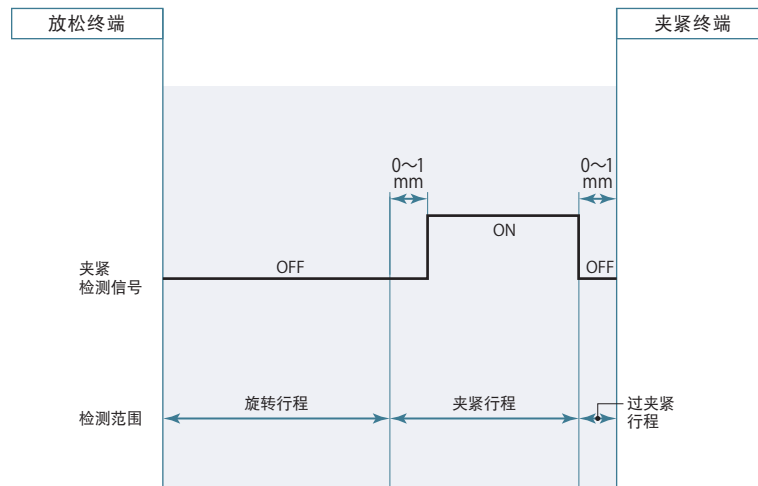 放松终端
夹紧终端
0～1
mm
0～1
mm
ON
夹紧
检测信号
OFF
OFF
检测范围
旋转行程
夹紧行程
过夹紧
行程